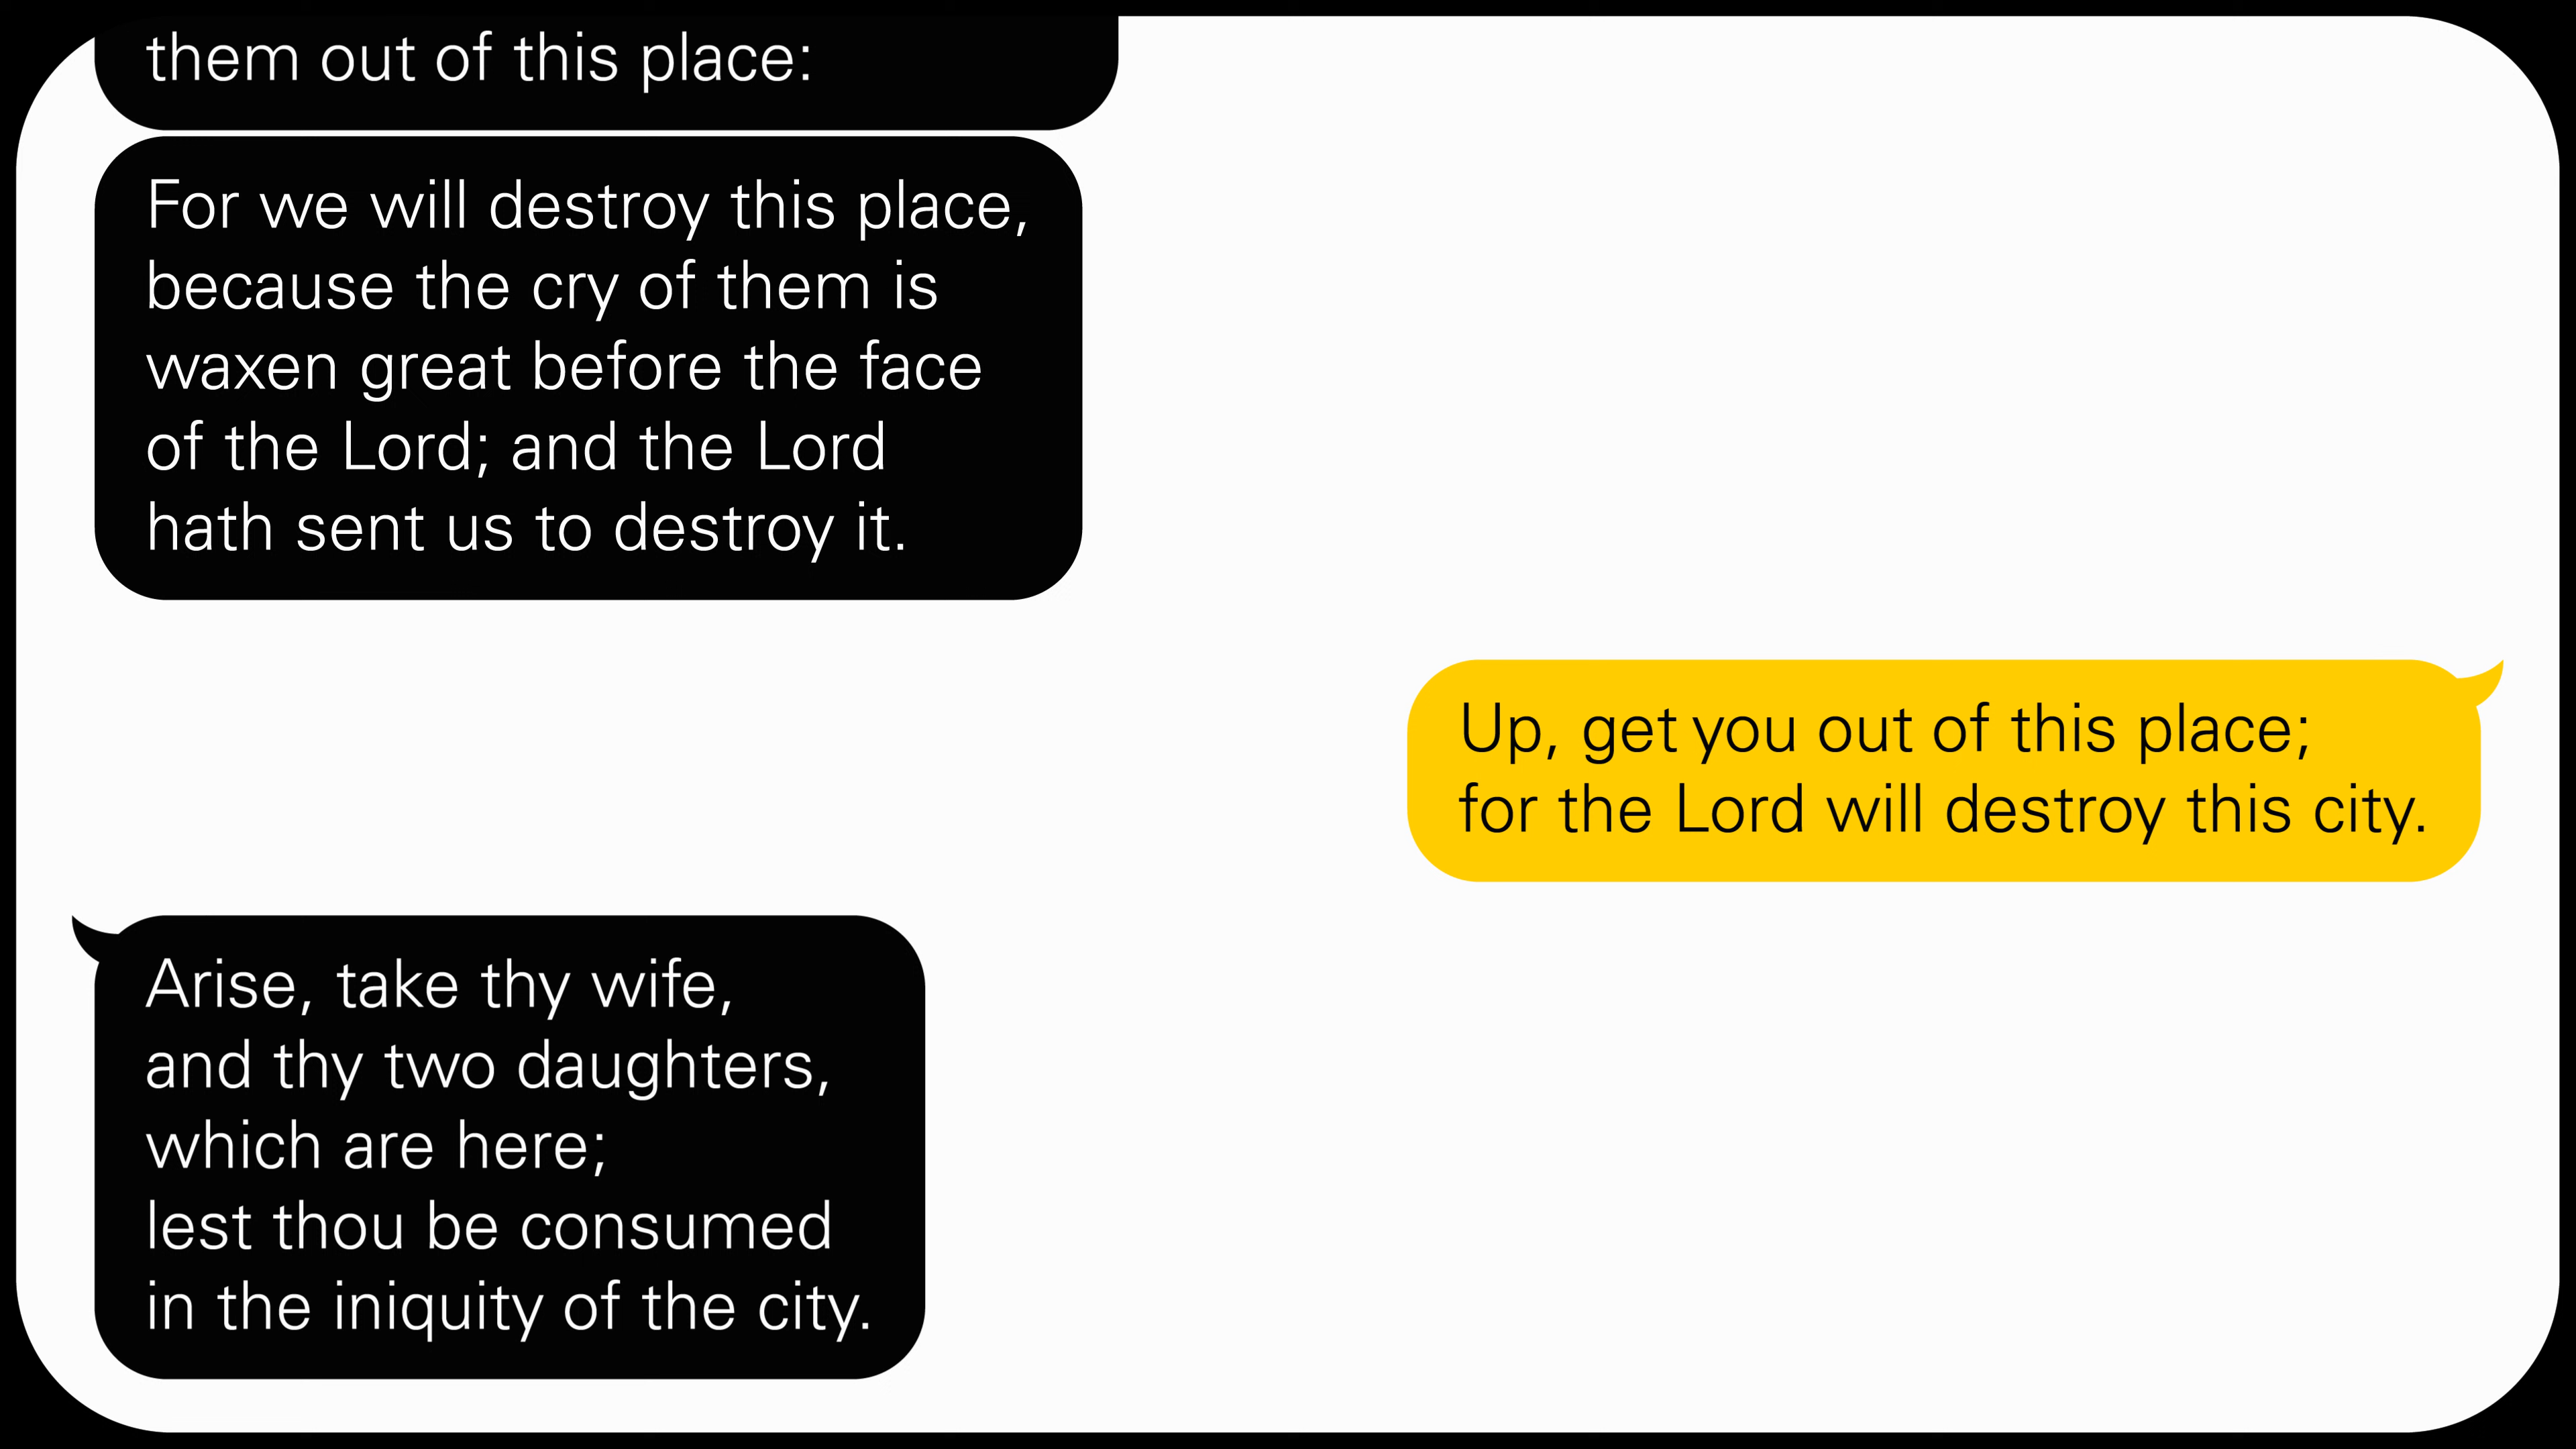 them out of this place:
For we will destroy this place,
because the cry of them is
waxen great before the face
of the Lord; and the Lord
hath sent us to destroy it.
Up, get you out of this place;
for the Lord will destroy this city.
Arise, take thy wife,
and thy two daughters,
which are here;
lest thou be consumed
in the iniquity of the city.